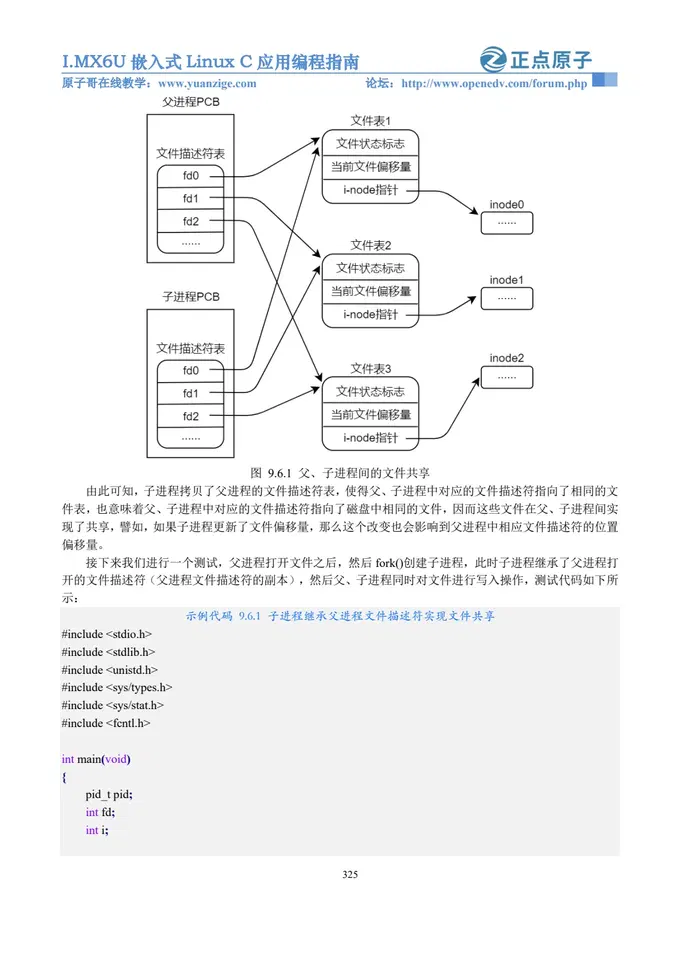 I.MX6U 嵌入式 Linux C 应用编程指南
正点原子
原子哥在线教学：www.yuanzige.com
论坛：http://www.openedv.com/forum.php
父进程PCB
文件描述符表
fd0
fd1
fd2
......
子进程PCB
文件描述符表
fd0
fd1
fd2
......
文件表1
文件状态标志
当前文件偏移量
i-node指针
文件表2
文件状态标志
当前文件偏移量
i-node指针
文件表3
文件状态标志
当前文件偏移量
i-node指针
inode0
......
inode1
......
inode2
......
图 9.6.1 父、子进程间的文件共享
由此可知，子进程拷贝了父进程的文件描述符表，使得父、子进程中对应的文件描述符指向了相同的文
件表，也意味着父、子进程中对应的文件描述符指向了磁盘中相同的文件，因而这些文件在父、子进程间实
现了共享，譬如，如果子进程更新了文件偏移量，那么这个改变也会影响到父进程中相应文件描述符的位置
偏移量。
接下来我们进行一个测试，父进程打开文件之后，然后 fork()创建子进程，此时子进程继承了父进程打
开的文件描述符（父进程文件描述符的副本），然后父、子进程同时对文件进行写入操作，测试代码如下所
示：
示例代码 9.6.1 子进程继承父进程文件描述符实现文件共享
#include <stdio.h>
#include <stdlib.h>
#include <unistd.h>
#include <sys/types.h>
#include <sys/stat.h>
#include <fcntl.h>
int main(void)
{
pid_t pid;
int fd;
int i;
325